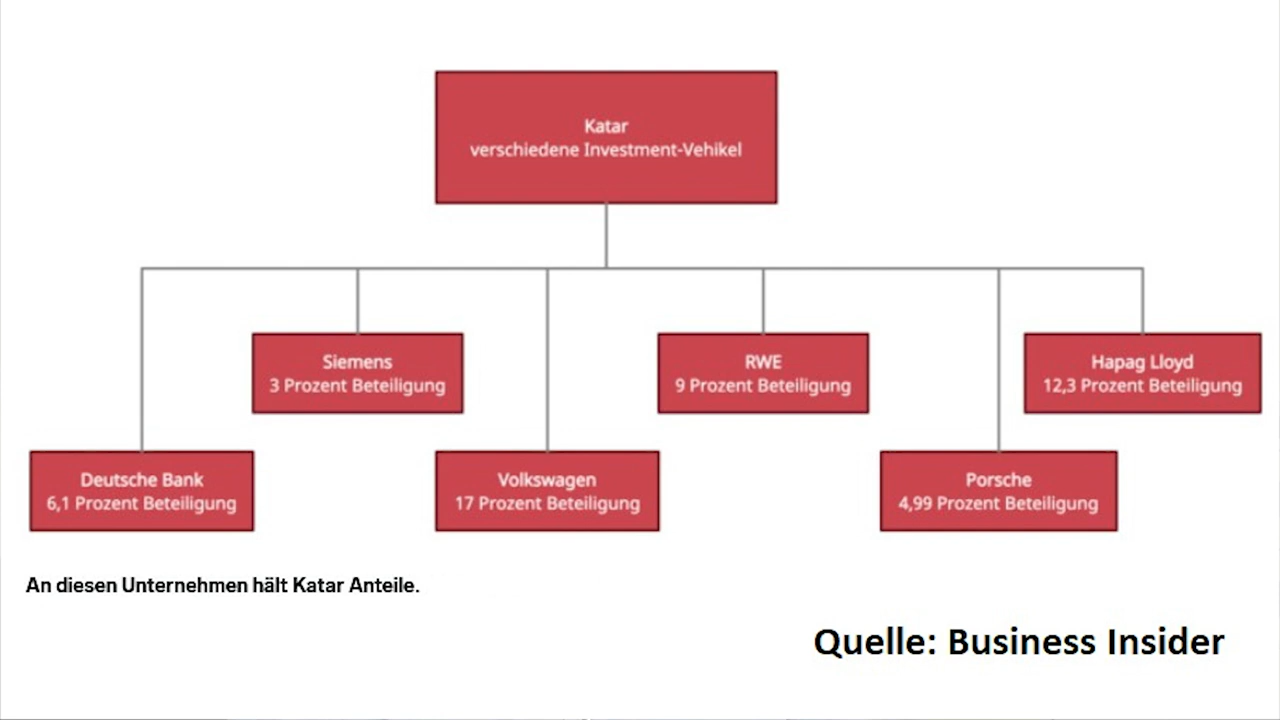 Katar
verschiedene Investment-Vehikel
Siemens
3 Prozent Beteiligung
RWE
9 Prozent Beteiligung
Hapag Lloyd
12,3 Prozent Beteiligung
Deutsche Bank
6,1 Prozent Beteiligung
Volkswagen
17 Prozent Beteiligung
Porsche
4,99 Prozent Beteiligung
An diesen Unternehmen hält Katar Anteile.
Quelle: Business Insider